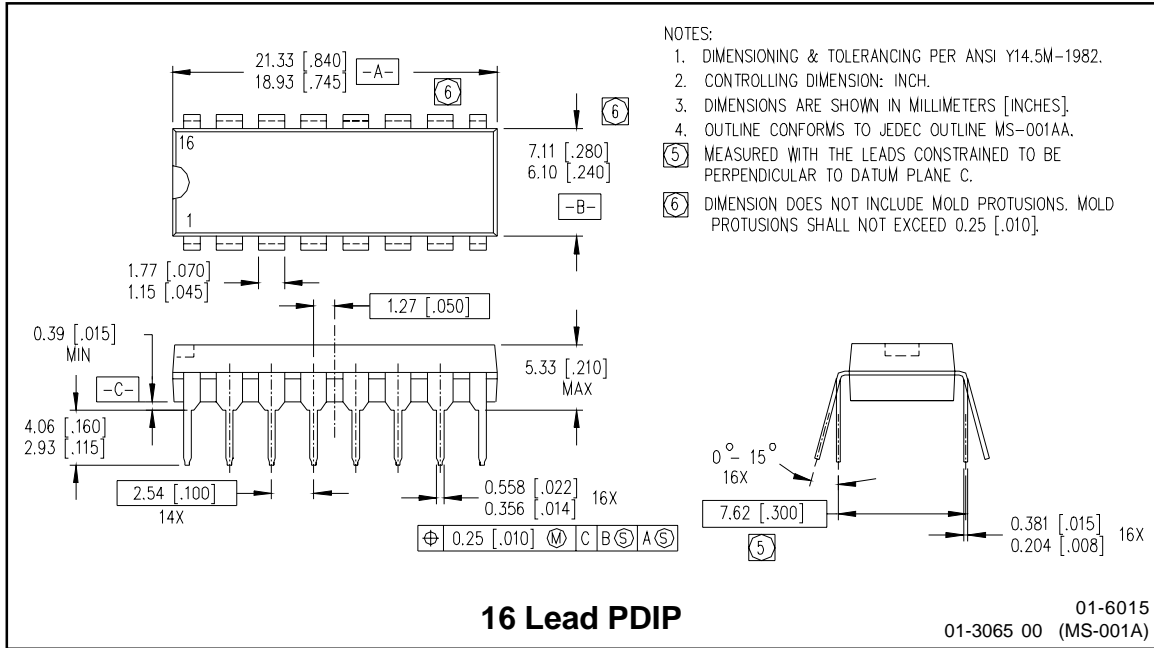 21.33 [.840]
18.93 [.745]
-A-
6
6
16
1
7.11 [.280]
6.10 [.240]
-B-
NOTES:
1. DIMENSIONING & TOLERANCING PER ANSI Y14.5M-1982.
2. CONTROLLING DIMENSION: INCH.
3. DIMENSIONS ARE SHOWN IN MILLIMETERS [INCHES].
4. OUTLINE CONFORMS TO JEDEC OUTLINE MS-001AA.
5 MEASURED WITH THE LEADS CONSTRAINED TO BE
PERPENDICULAR TO DATUM PLANE C.
6 DIMENSION DOES NOT INCLUDE MOLD PROTUSIONS. MOLD
PROTUSIONS SHALL NOT EXCEED 0.25 [.010].
1.77 [.070]
1.15 [.045]
1.27 [.050]
0.39 [.015]
MIN
-C-
5.33 [.210]
MAX
4.06 [.160]
2.93 [.115]
2.54 [.100]
14X
0.558 [.022]
0.356 [.014] 16X
⌖ 0.25 [.010] Ⓜ C B Ⓢ A Ⓢ
0° - 15°
16X
7.62 [.300]
5
0.381 [.015]
0.204 [.008] 16X
16 Lead PDIP
01-6015
01-3065 00 (MS-001A)